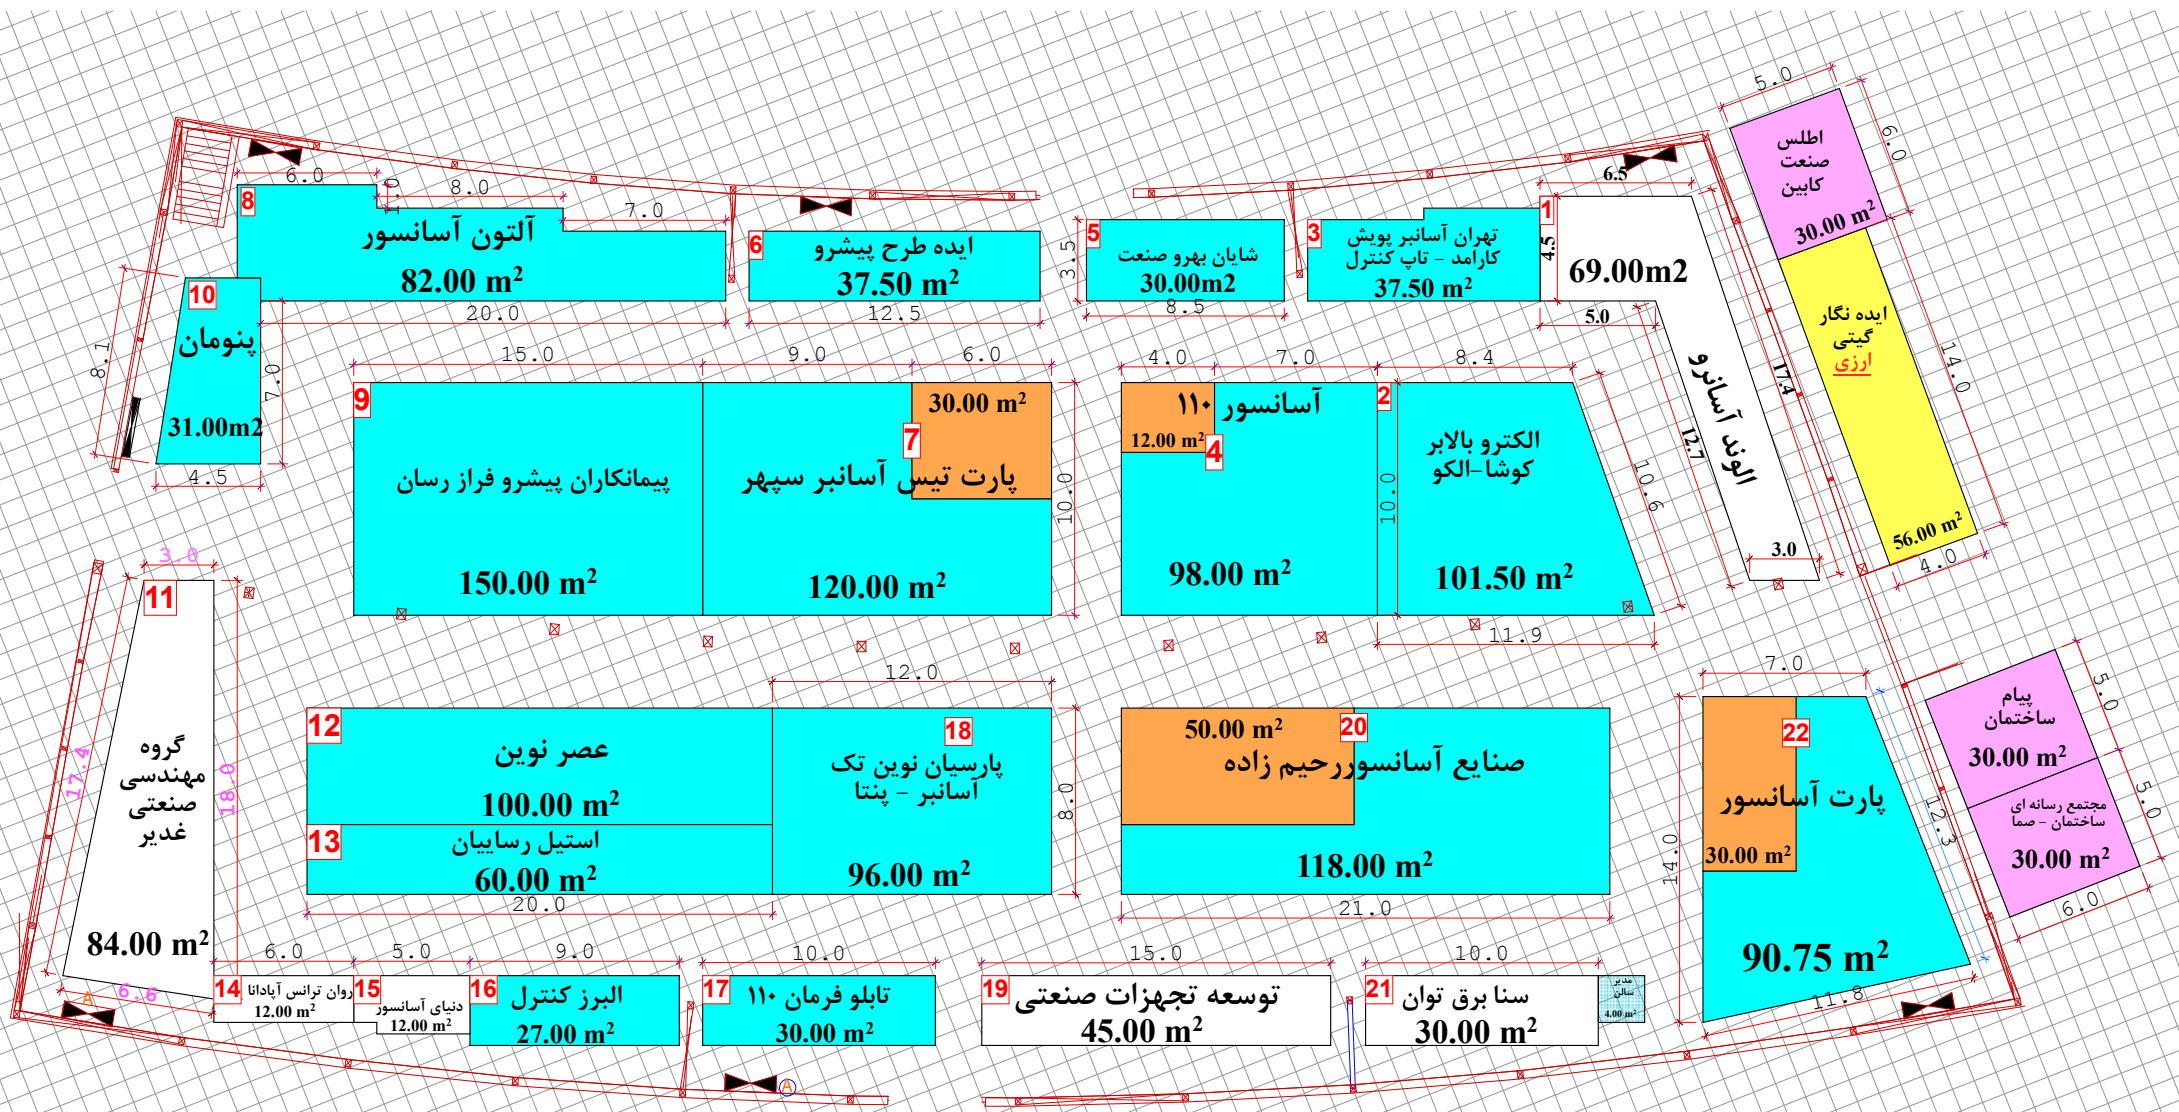 5.0
6.0
اطلس
صنعت
کابین
30.00 m²
ایده نگار
گیتی
ارزی
56.00 m²
14.0
4.0
6.0
1.0
8.0
7.0
8
آلتون آسانسور
82.00 m²
20.0
6
ایده طرح پیشرو
37.50 m²
12.5
3.5
5
شایان بهرو صنعت
30.00m2
8.5
3
تهران آسانبر پویش
کارامد - تاپ کنترل
37.50 m²
1
6.5
4.5
69.00m2
5.0
الوند آسانرو
17.4
12.7
3.0
10
پنومان
31.00m2
8.1
7.0
4.5
15.0
9.0
6.0
9
پیمانکاران پیشرو فراز رسان
150.00 m²
30.00 m²
7
پارت تیس آسانبر سپهر
120.00 m²
10.0
4.0
7.0
8.4
آسانسور ۱۱۰
12.00 m²
4
98.00 m²
2
10.0
الکترو بالابر
کوشا-الکو
101.50 m²
10.6
11.9
3.0
11
گروه
مهندسی
صنعتی
غدیر
84.00 m²
17.4
18.0
6.6
A
12.0
12
عصر نوین
100.00 m²
13
استیل رساییان
60.00 m²
20.0
18
پارسیان نوین تک
آسانبر - پنتا
96.00 m²
8.0
50.00 m²
20
صنایع آسانسوررحیم زاده
118.00 m²
21.0
7.0
22
پارت آسانسور
30.00 m²
90.75 m²
14.0
12.3
11.8
پیام
ساختمان
30.00 m²
مجتمع رسانه ای
ساختمان - صما
30.00 m²
5.0
5.0
6.0
6.0
5.0
9.0
10.0
15.0
10.0
14
روان ترانس آپادانا
12.00 m²
15
دنیای آسانسور
12.00 m²
16
البرز کنترل
27.00 m²
17
تابلو فرمان ۱۱۰
30.00 m²
19
توسعه تجهزات صنعتی
45.00 m²
21
سنا برق توان
30.00 m²
مدیر
سالن
4.00 m²
A